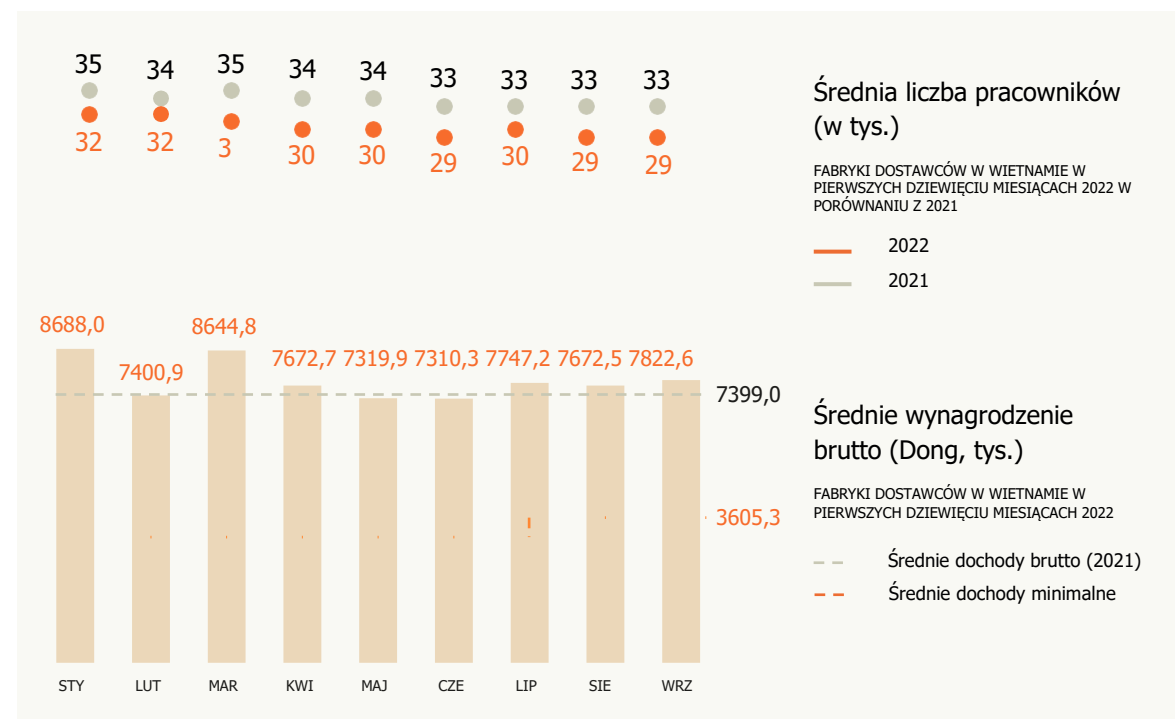 35 34 35 34 34 33 33 33 33
32 32 3 30 30 29 30 29 29
Średnia liczba pracowników
(w tys.)
FABRYKI DOSTAWCÓW W WIETNAMIE W
PIERWSZYCH DZIEWIĘCIU MIESIĄCACH 2022 W
PORÓWNANIU Z 2021
2022
2021
8688,0 7400,9 8644,8 7672,7 7319,9 7310,3 7747,2 7672,5 7822,6
7399,0
3605,3
Średnie wynagrodzenie
brutto (Dong, tys.)
FABRYKI DOSTAWCÓW W WIETNAMIE W
PIERWSZYCH DZIEWIĘCIU MIESIĄCACH 2022
Średnie dochody brutto (2021)
Średnie dochody minimalne
STY LUT MAR KWI MAJ CZE LIP SIE WRZ